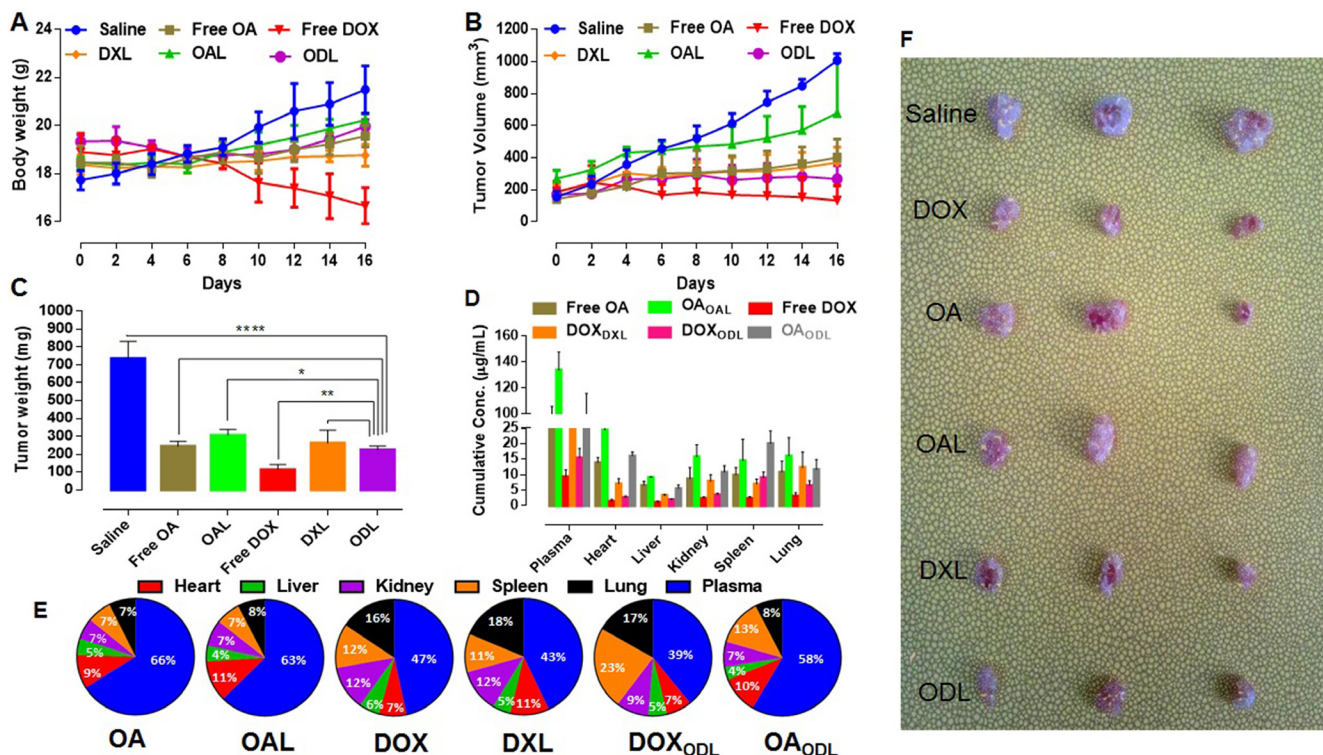 A
Saline Free OA Free DOX
DXL OAL ODL
Body weight (g)
24
22
20
18
16
0 2 4 6 8 10 12 14 16
Days
B
Saline Free OA Free DOX
DXL OAL ODL
Tumor Volume (mm³)
1200
1000
800
600
400
200
0
0 2 4 6 8 10 12 14 16
Days
C
Tumor weight (mg)
1000
900
800
700
600
500
400
300
200
100
0
****
*
**
Saline Free OA OAL Free DOX DXL ODL
D
Free OA OA_OAL Free DOX
DOX_DXL DOX_ODL OA_ODL
Cumulative Conc. (µg/mL)
160
140
120
100
25
20
15
10
5
0
Plasma Heart Liver Kidney Spleen Lung
Heart Liver Kidney Spleen Lung Plasma
E
7% 7% 7% 5% 9% 66%
OA
8% 7% 7% 4% 11% 63%
OAL
16% 12% 12% 6% 7% 47%
DOX
18% 11% 12% 5% 11% 43%
DXL
17% 23% 9% 5% 7% 39%
DOX_ODL
8% 13% 7% 4% 10% 58%
OA_ODL
F
Saline
DOX
OA
OAL
DXL
ODL